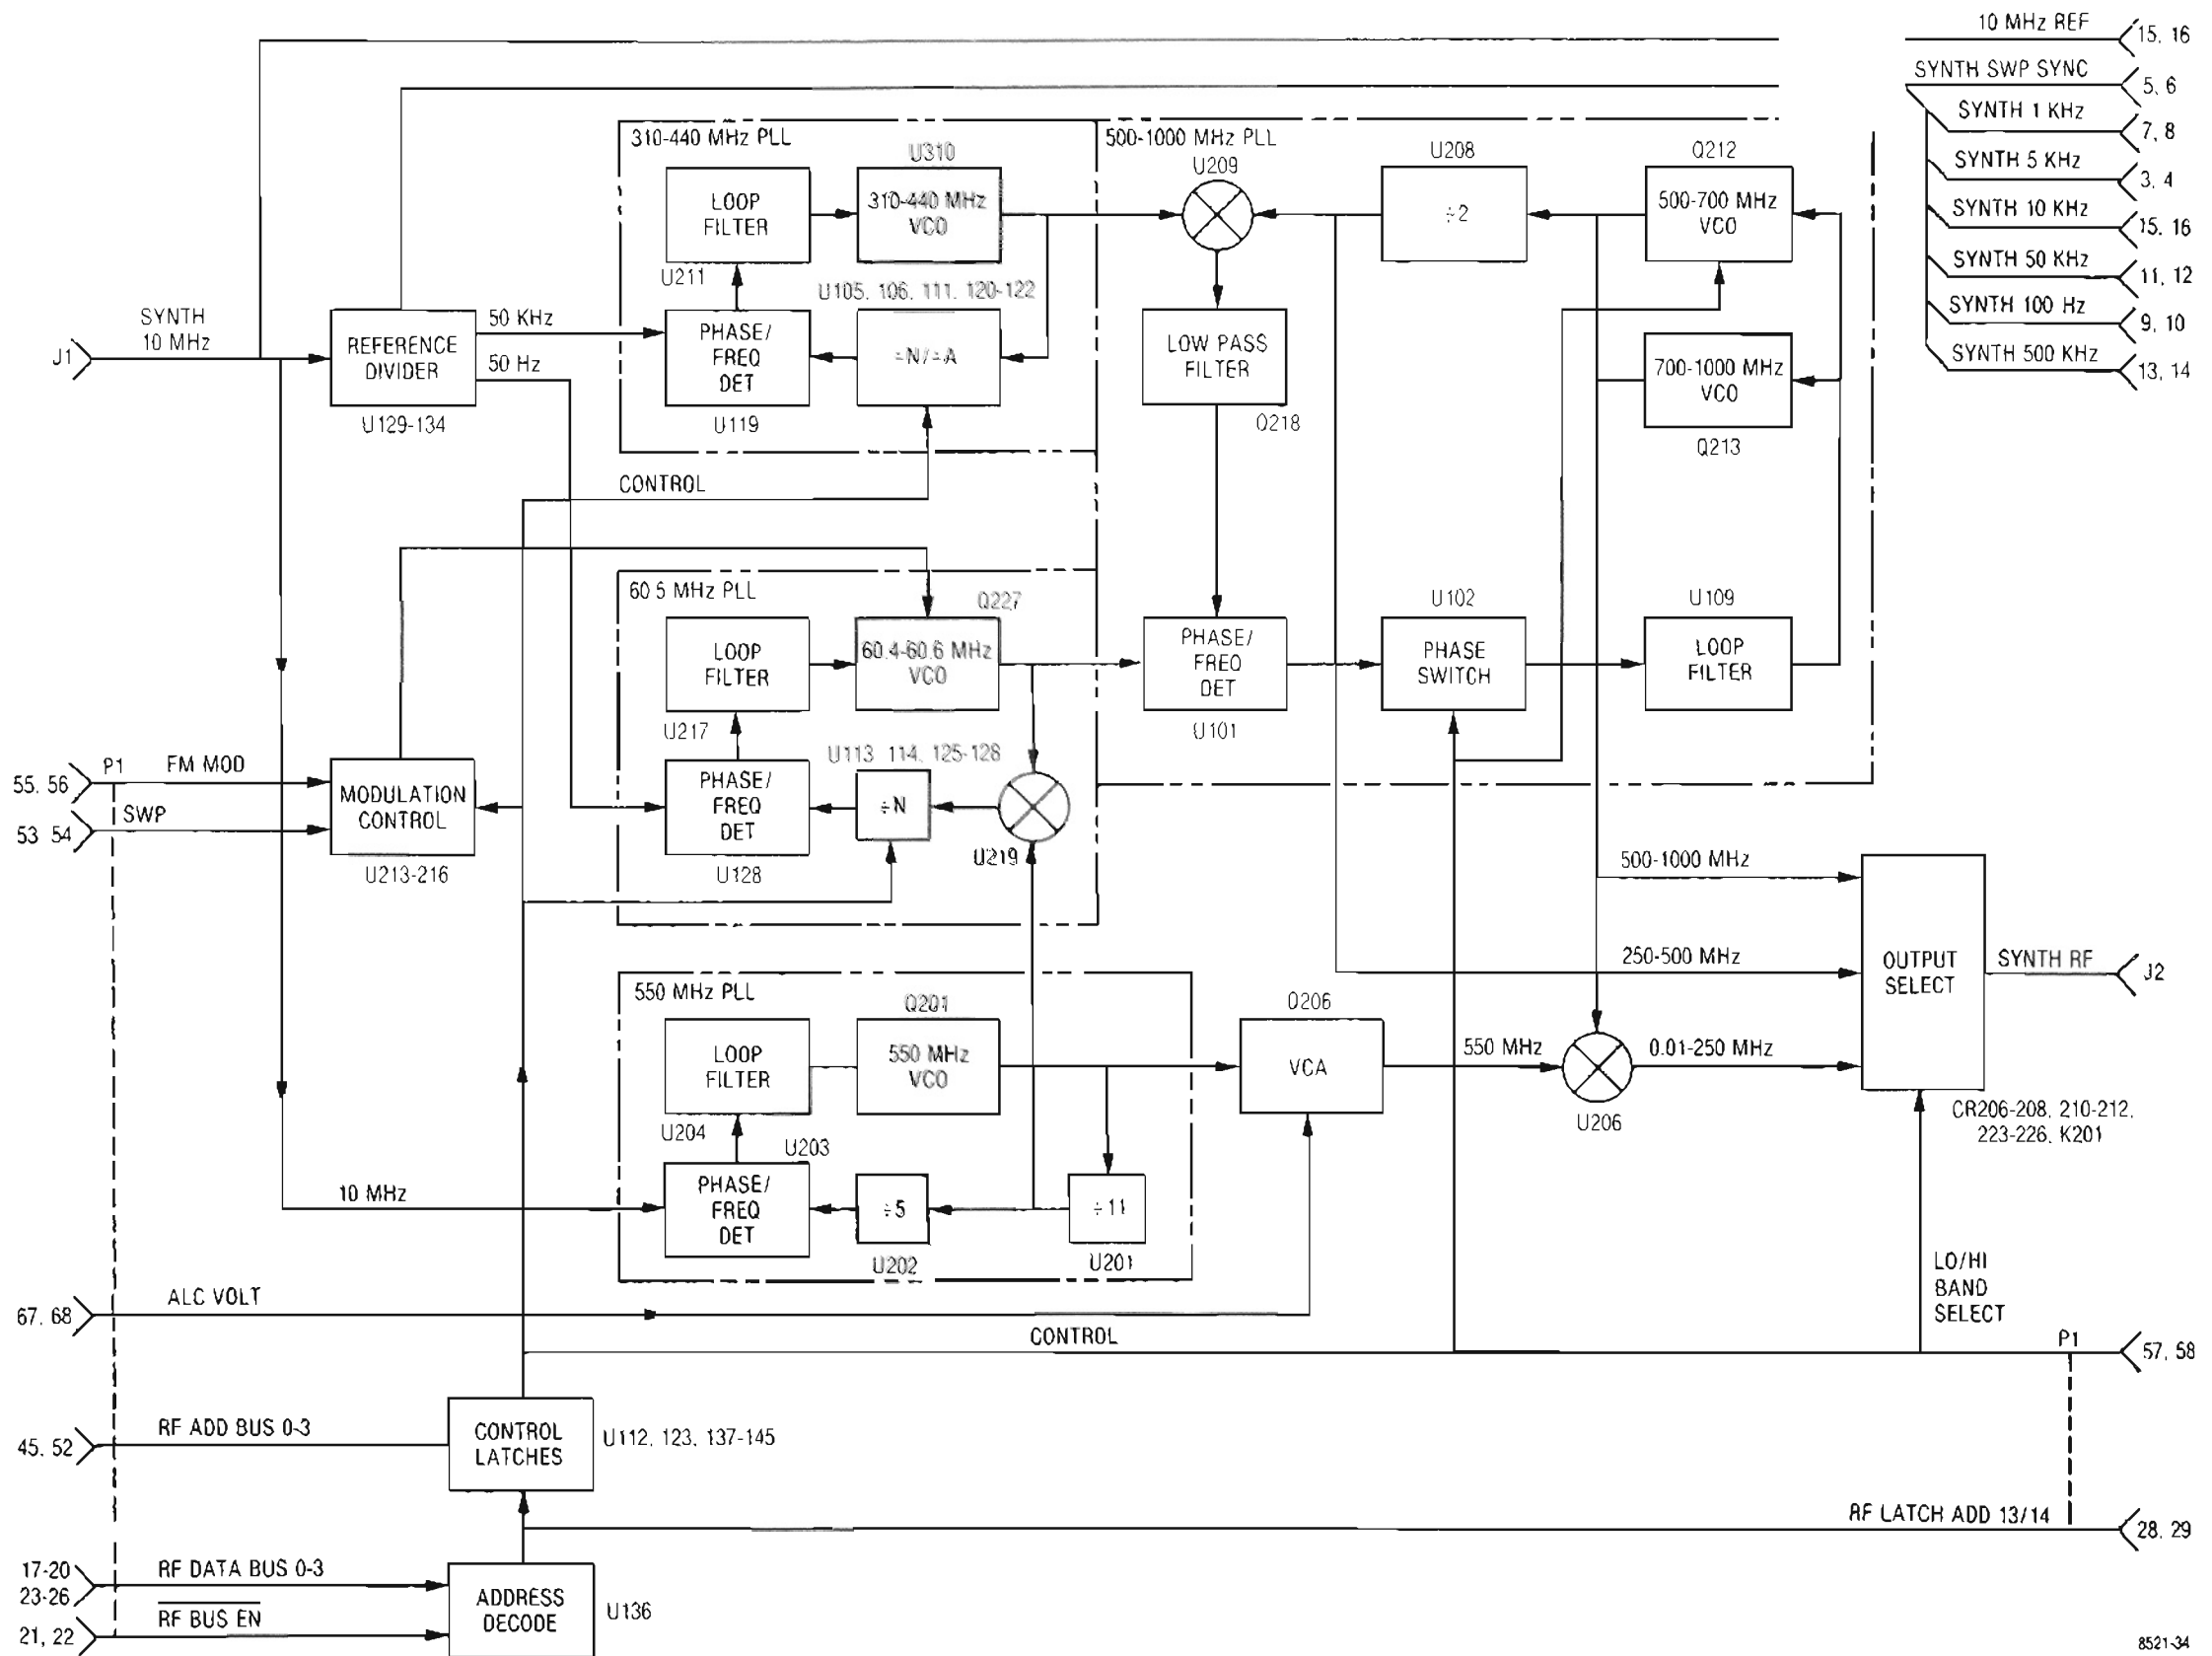 10 MHz REF
15, 16
SYNTH SWP SYNC
5, 6
SYNTH 1 KHz
7, 8
SYNTH 5 KHz
3, 4
SYNTH 10 KHz
15, 16
SYNTH 50 KHz
11, 12
SYNTH 100 Hz
9, 10
SYNTH 500 KHz
13, 14
310-440 MHz PLL
LOOP
FILTER
U211
U310
310-440 MHz
VCO
U105, 106, 111, 120-122
÷N/÷A
PHASE/
FREQ
DET
U119
500-1000 MHz PLL
U209
LOW PASS
FILTER
Q218
U208
÷2
Q212
500-700 MHz
VCO
700-1000 MHz
VCO
Q213
J1
SYNTH
10 MHz
REFERENCE
DIVIDER
U129-134
50 KHz
50 Hz
CONTROL
60.5 MHz PLL
LOOP
FILTER
U217
Q227
60.4-60.6 MHz
VCO
PHASE/
FREQ
DET
U128
U113, 114, 125-128
÷N
U219
PHASE/
FREQ
DET
U101
U102
PHASE
SWITCH
U109
LOOP
FILTER
55, 56
P1
FM MOD
53, 54
SWP
MODULATION
CONTROL
U213-216
500-1000 MHz
250-500 MHz
OUTPUT
SELECT
SYNTH RF
J2
CR206-208, 210-212,
223-226, K201
550 MHz PLL
LOOP
FILTER
U204
Q201
550 MHz
VCO
U203
PHASE/
FREQ
DET
÷5
U202
÷11
U201
10 MHz
Q206
VCA
550 MHz
U206
0.01-250 MHz
LO/HI
BAND
SELECT
67, 68
ALC VOLT
CONTROL
P1
57, 58
45, 52
RF ADD BUS 0-3
CONTROL
LATCHES
U112, 123, 137-145
RF LATCH ADD 13/14
28, 29
17-20
23-26
RF DATA BUS 0-3
21, 22
RF BUS EN
ADDRESS
DECODE
U136
8521-34